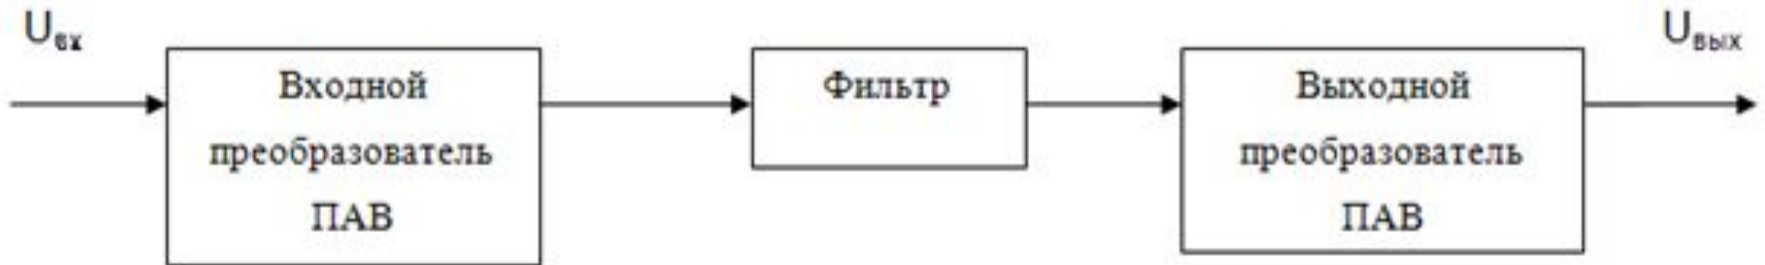 Uвх
Входной
преобразователь
ПАВ
Фильтр
Выходной
преобразователь
ПАВ
Uвых